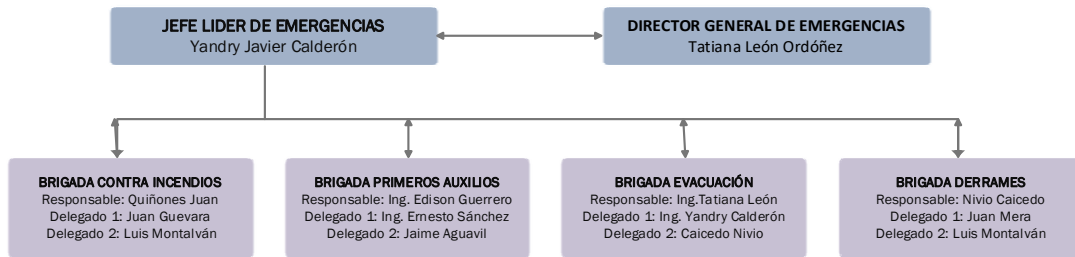 JEFE LIDER DE EMERGENCIAS
Yandry Javier Calderón
DIRECTOR GENERAL DE EMERGENCIAS
Tatiana León Ordóñez
BRIGADA CONTRA INCENDIOS
Responsable: Quiñones Juan
Delegado 1: Juan Guevara
Delegado 2: Luis Montalván
BRIGADA PRIMEROS AUXILIOS
Responsable: Ing. Edison Guerrero
Delegado 1: Ing. Ernesto Sánchez
Delegado 2: Jaime Aguavil
BRIGADA EVACUACIÓN
Responsable: Ing.Tatiana León
Delegado 1: Ing. Yandry Calderón
Delegado 2: Caicedo Nivio
BRIGADA DERRAMES
Responsable: Nivio Caicedo
Delegado 1: Juan Mera
Delegado 2: Luis Montalván